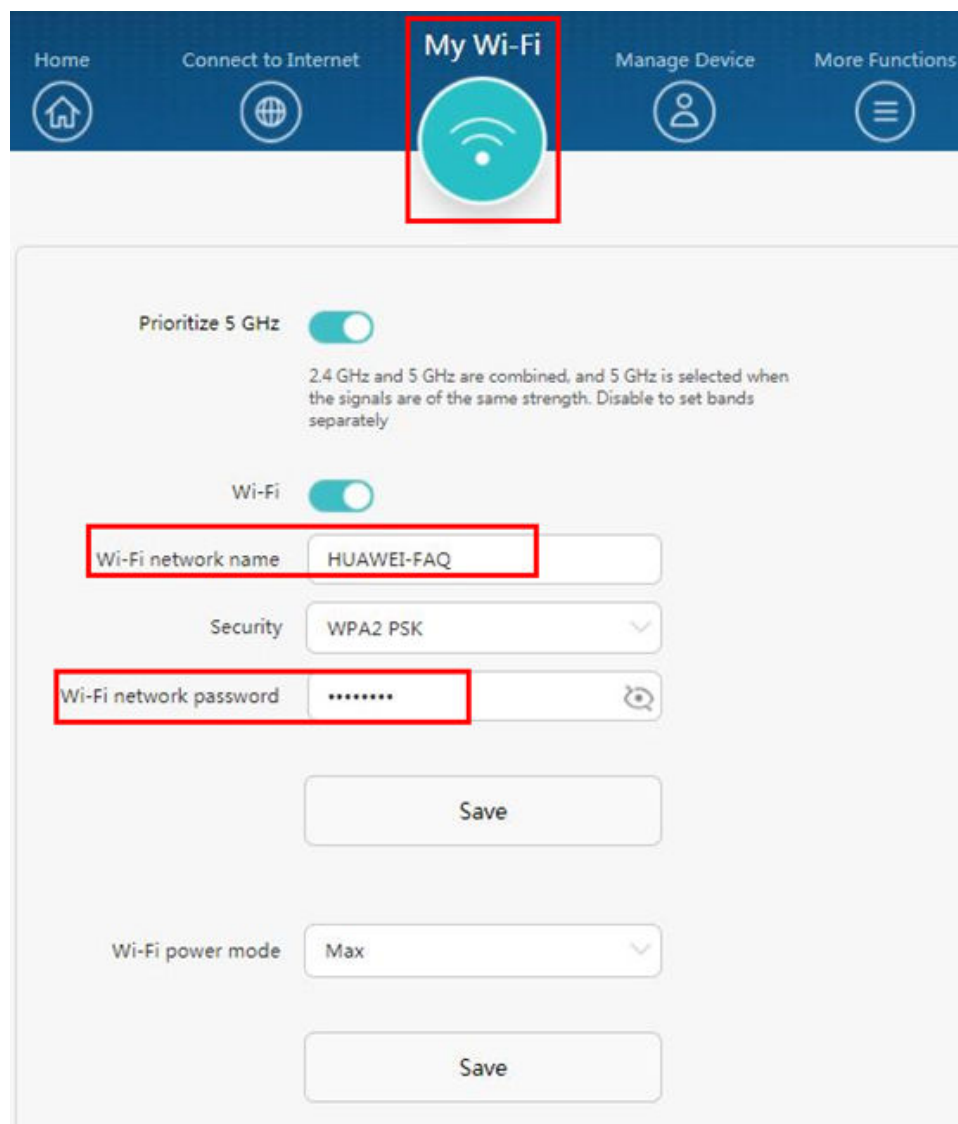 Home
Connect to Internet
My Wi-Fi
Manage Device
More Functions
Prioritize 5 GHz
2.4 GHz and 5 GHz are combined, and 5 GHz is selected when
the signals are of the same strength. Disable to set bands
separately
Wi-Fi
Wi-Fi network name HUAWEI-FAQ
Security WPA2 PSK
Wi-Fi network password ••••••••
Save
Wi-Fi power mode Max
Save